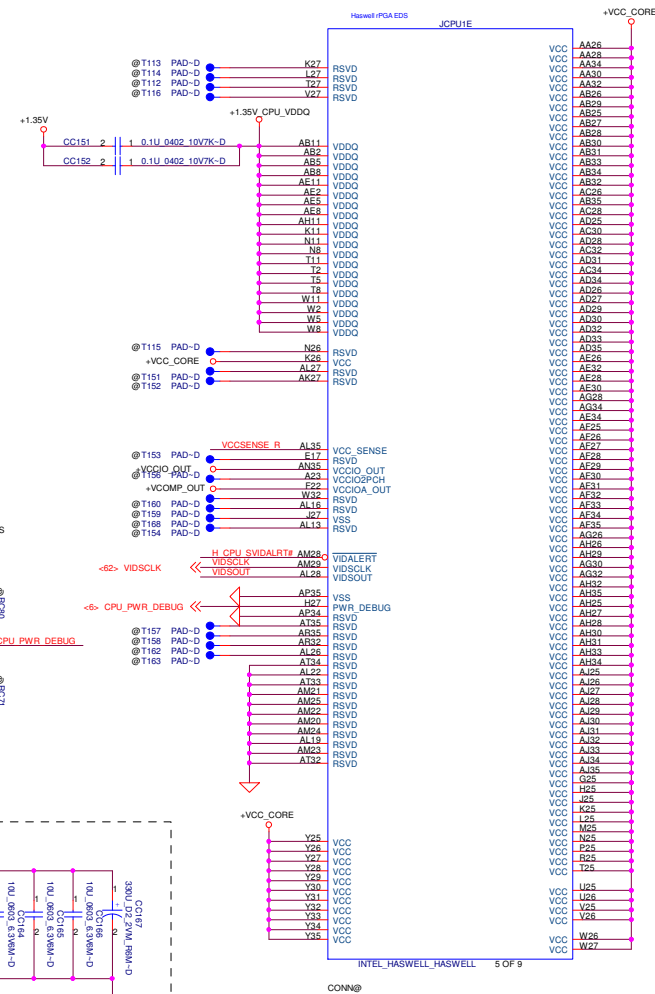 Haswell rPGA EDS
JCPU1E
+VCC_CORE
@ T113 PAD~D K27 RSVD
@ T114 PAD~D L27 RSVD
@ T112 PAD~D T27 RSVD
@ T116 PAD~D V27 RSVD
+1.35V
+1.35V_CPU_VDDQ
CC151 2 1 0.1U_0402_10V7K~D
CC152 2 1 0.1U_0402_10V7K~D
AB11 VDDQ
AB2 VDDQ
AB5 VDDQ
AB8 VDDQ
AE11 VDDQ
AE2 VDDQ
AE5 VDDQ
AE8 VDDQ
AH11 VDDQ
K11 VDDQ
N11 VDDQ
N8 VDDQ
T11 VDDQ
T2 VDDQ
T5 VDDQ
T8 VDDQ
W11 VDDQ
W2 VDDQ
W5 VDDQ
W8 VDDQ
@ T115 PAD~D N26 RSVD
+VCC_CORE K26 VCC
@ T151 PAD~D AL27 RSVD
@ T152 PAD~D AK27 RSVD
VCCSENSE_R AL35 VCC_SENSE
@ T153 PAD~D E17 RSVD
+VCCIO_OUT AN35 VCCIO_OUT
@ T156 PAD~D A23 VCCIO2PCH
+VCOMP_OUT F22 VCCIOA_OUT
@ T160 PAD~D W32 RSVD
@ T159 PAD~D AL16 RSVD
@ T168 PAD~D J27 VSS
@ T154 PAD~D AL13 RSVD
H_CPU_SVIDALRT# AM28 VIDALERT
<62> VIDSCLK VIDSCLK AM29 VIDSCLK
VIDSOUT AL28 VIDSOUT
AP35 VSS
<6> CPU_PWR_DEBUG H27 PWR_DEBUG
AP34 RSVD
@ T157 PAD~D AT35 RSVD
@ T158 PAD~D AR35 RSVD
@ T162 PAD~D AR32 RSVD
@ T163 PAD~D AL26 RSVD
AT34 RSVD
AL22 RSVD
AT33 RSVD
AM21 RSVD
AM25 RSVD
AM22 RSVD
AM20 RSVD
AM24 RSVD
AL19 RSVD
AM23 RSVD
AT32 RSVD
+VCC_CORE
Y25 VCC
Y26 VCC
Y27 VCC
Y28 VCC
Y29 VCC
Y30 VCC
Y31 VCC
Y32 VCC
Y33 VCC
Y34 VCC
Y35 VCC
VCC AA26
VCC AA28
VCC AA34
VCC AA30
VCC AA32
VCC AB26
VCC AB29
VCC AB25
VCC AB27
VCC AB28
VCC AB30
VCC AB31
VCC AB33
VCC AB34
VCC AB32
VCC AC26
VCC AB35
VCC AC28
VCC AD25
VCC AC30
VCC AD28
VCC AC32
VCC AD31
VCC AC34
VCC AD34
VCC AD26
VCC AD27
VCC AD29
VCC AD30
VCC AD32
VCC AD33
VCC AD35
VCC AE26
VCC AE32
VCC AE28
VCC AE30
VCC AG28
VCC AG34
VCC AE34
VCC AF25
VCC AF26
VCC AF27
VCC AF28
VCC AF29
VCC AF30
VCC AF31
VCC AF32
VCC AF33
VCC AF34
VCC AF35
VCC AG26
VCC AH26
VCC AH29
VCC AG30
VCC AG32
VCC AH32
VCC AH35
VCC AH25
VCC AH27
VCC AH28
VCC AH30
VCC AH31
VCC AH33
VCC AH34
VCC AJ25
VCC AJ26
VCC AJ27
VCC AJ28
VCC AJ29
VCC AJ30
VCC AJ31
VCC AJ32
VCC AJ33
VCC AJ34
VCC AJ35
VCC G25
VCC H25
VCC J25
VCC K25
VCC L25
VCC M25
VCC N25
VCC P25
VCC R25
VCC T25
VCC U25
VCC U26
VCC V25
VCC V26
VCC W26
VCC W27
INTEL_HASWELL_HASWELL 5 OF 9
CONN@
S
CPU_PWR_DEBUG
CC167
330U_D2_2VM_R6M~D
CC166
10U_0603_6.3V6M~D
CC165
10U_0603_6.3V6M~D
CC164